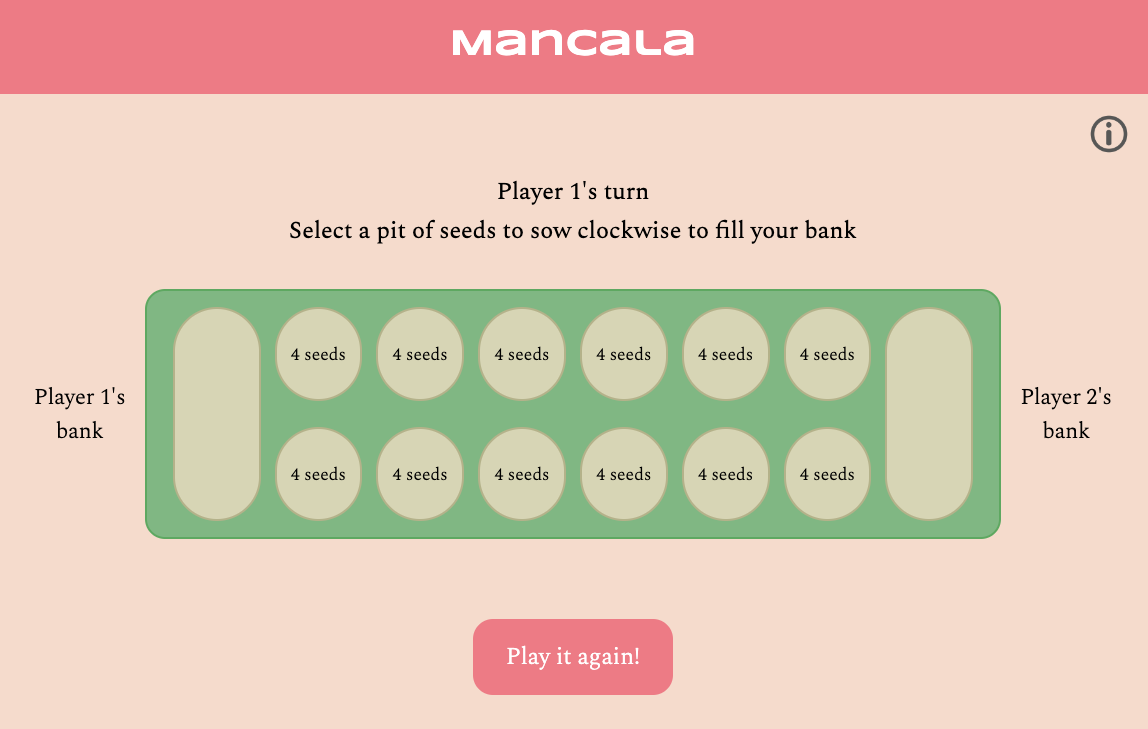 Mancala
Player 1's turn
Select a pit of seeds to sow clockwise to fill your bank
4 seeds 4 seeds 4 seeds 4 seeds 4 seeds 4 seeds
Player 1's
bank
Player 2's
bank
4 seeds 4 seeds 4 seeds 4 seeds 4 seeds 4 seeds
Play it again!